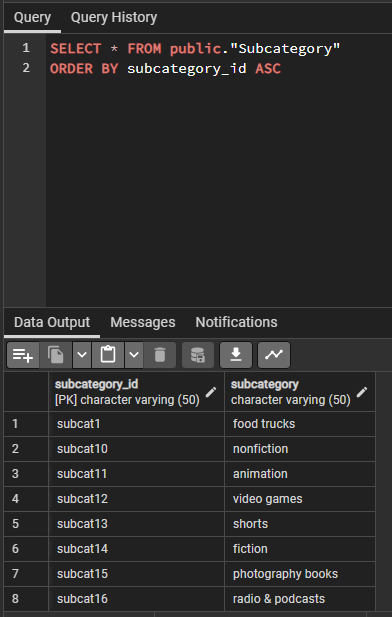 Query Query History
1 SELECT * FROM public."Subcategory"
2 ORDER BY subcategory_id ASC
Data Output Messages Notifications
subcategory_id subcategory
[PK] character varying (50) character varying (50)
1 subcat1 food trucks
2 subcat10 nonfiction
3 subcat11 animation
4 subcat12 video games
5 subcat13 shorts
6 subcat14 fiction
7 subcat15 photography books
8 subcat16 radio & podcasts